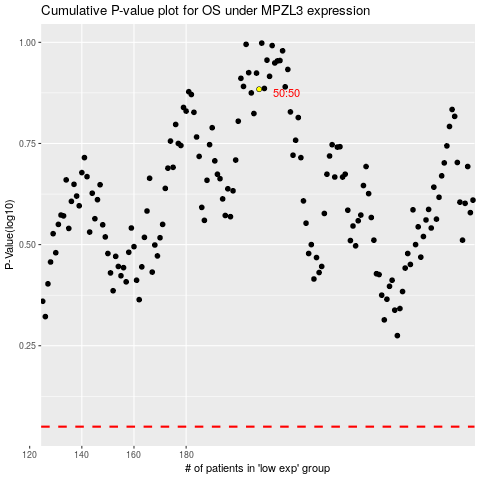 Cumulative P-value plot for OS under MPZL3 expression
1.00
0.75
0.50
0.25
P-Value(log10)
50:50
120 140 160 180
# of patients in 'low exp' group